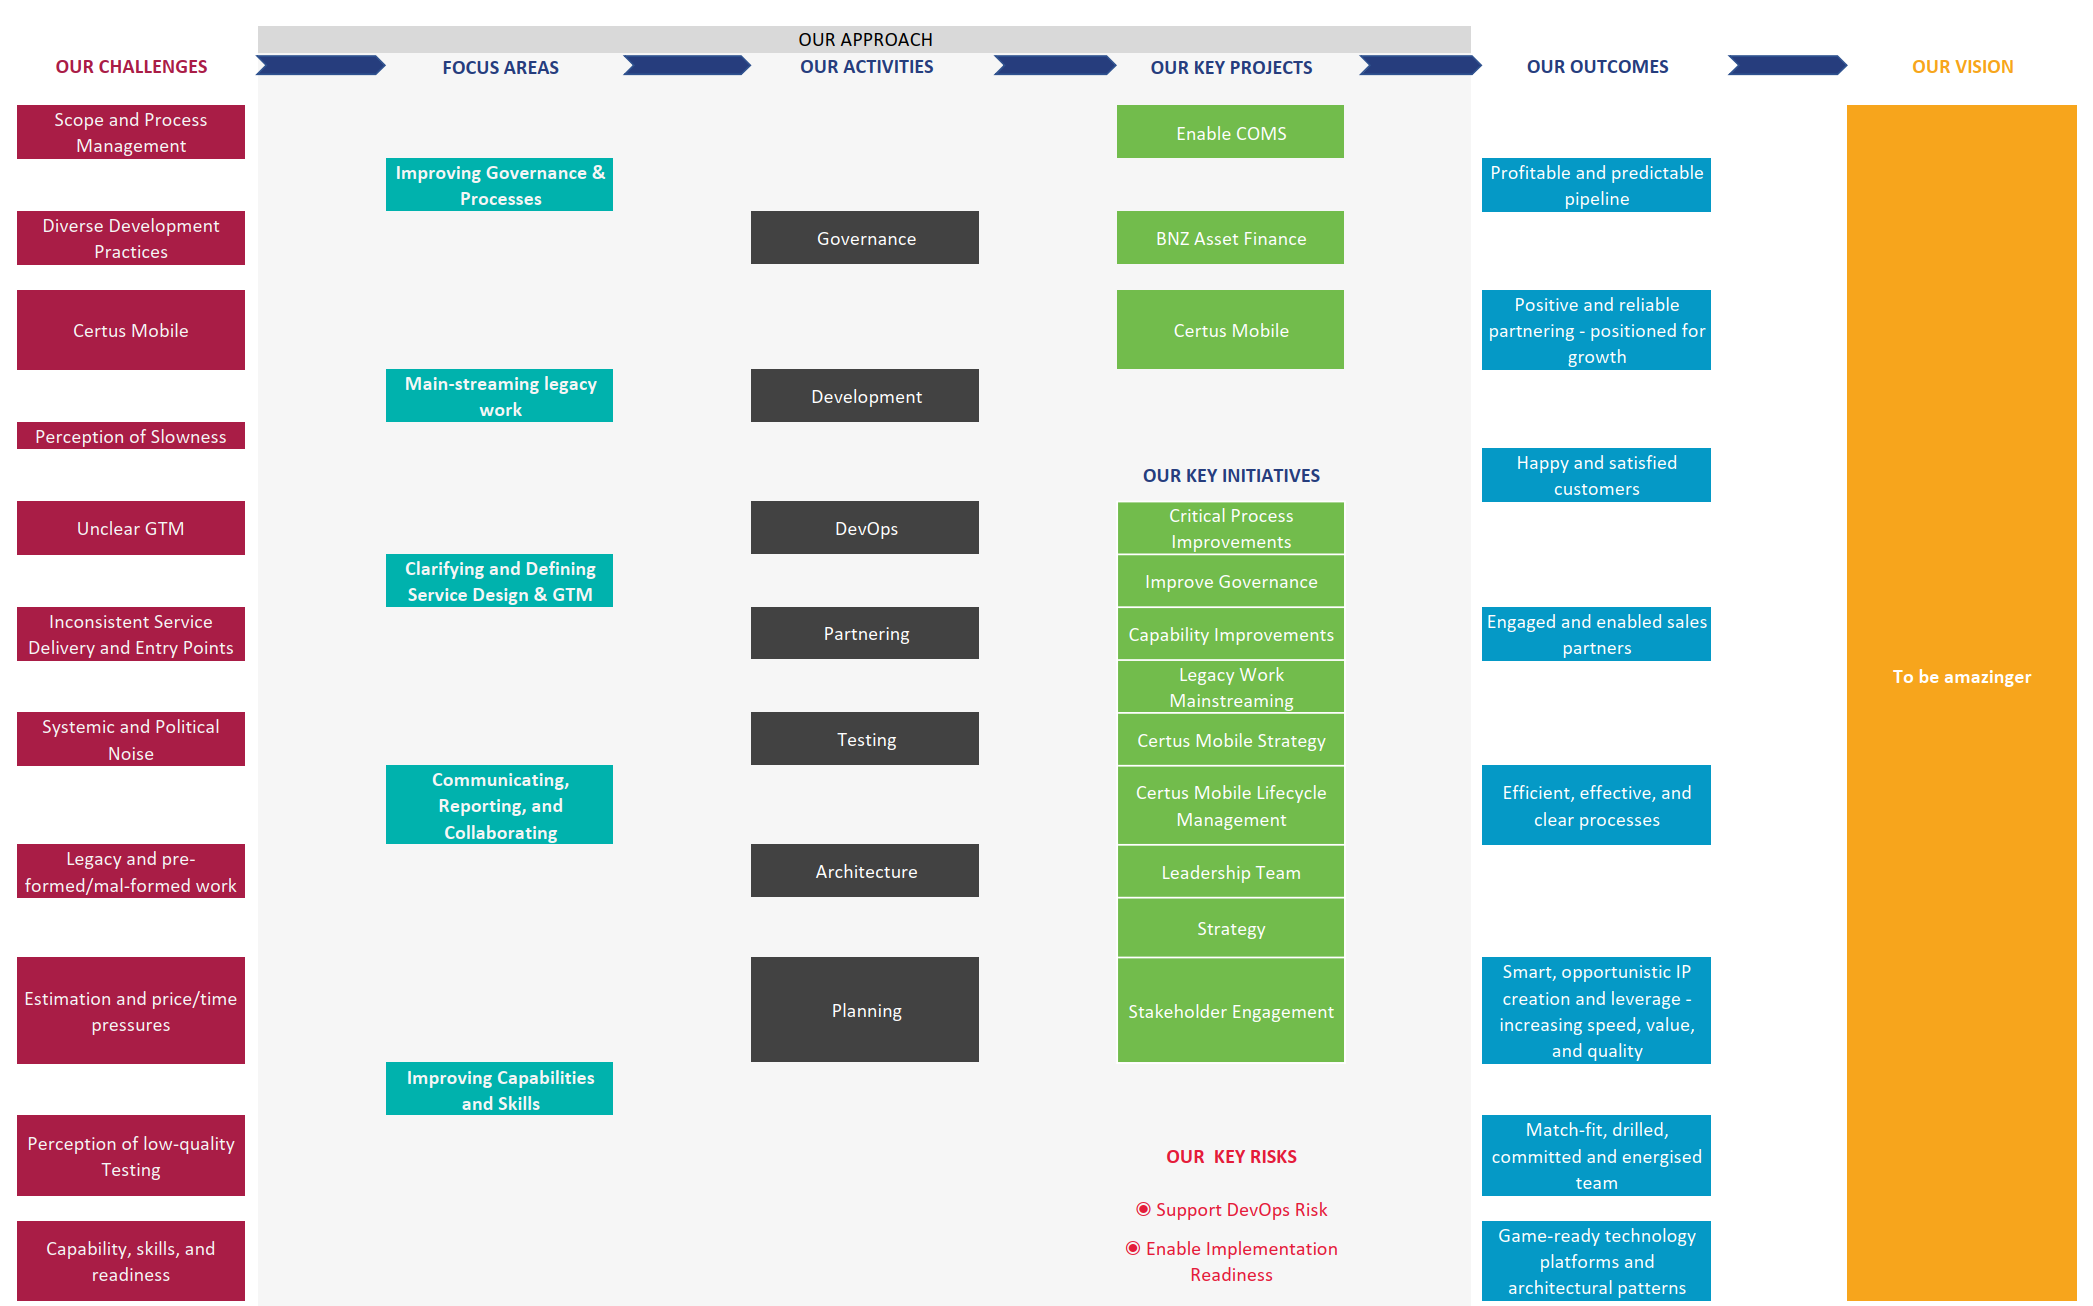 OUR APPROACH
OUR CHALLENGES
FOCUS AREAS
OUR ACTIVITIES
OUR KEY PROJECTS
OUR OUTCOMES
OUR VISION
Scope and Process
Management
Diverse Development
Practices
Certus Mobile
Perception of Slowness
Unclear GTM
Inconsistent Service
Delivery and Entry Points
Systemic and Political
Noise
Legacy and pre-
formed/mal-formed work
Estimation and price/time
pressures
Perception of low-quality
Testing
Capability, skills, and
readiness
Improving Governance &
Processes
Main-streaming legacy
work
Clarifying and Defining
Service Design & GTM
Communicating,
Reporting, and
Collaborating
Improving Capabilities
and Skills
Governance
Development
DevOps
Partnering
Testing
Architecture
Planning
Enable COMS
BNZ Asset Finance
Certus Mobile
OUR KEY INITIATIVES
Critical Process
Improvements
Improve Governance
Capability Improvements
Legacy Work
Mainstreaming
Certus Mobile Strategy
Certus Mobile Lifecycle
Management
Leadership Team
Strategy
Stakeholder Engagement
OUR  KEY RISKS
◉ Support DevOps Risk
◉ Enable Implementation
Readiness
Profitable and predictable
pipeline
Positive and reliable
partnering - positioned for
growth
Happy and satisfied
customers
Engaged and enabled sales
partners
Efficient, effective, and
clear processes
Smart, opportunistic IP
creation and leverage -
increasing speed, value,
and quality
Match-fit, drilled,
committed and energised
team
Game-ready technology
platforms and
architectural patterns
To be amazinger